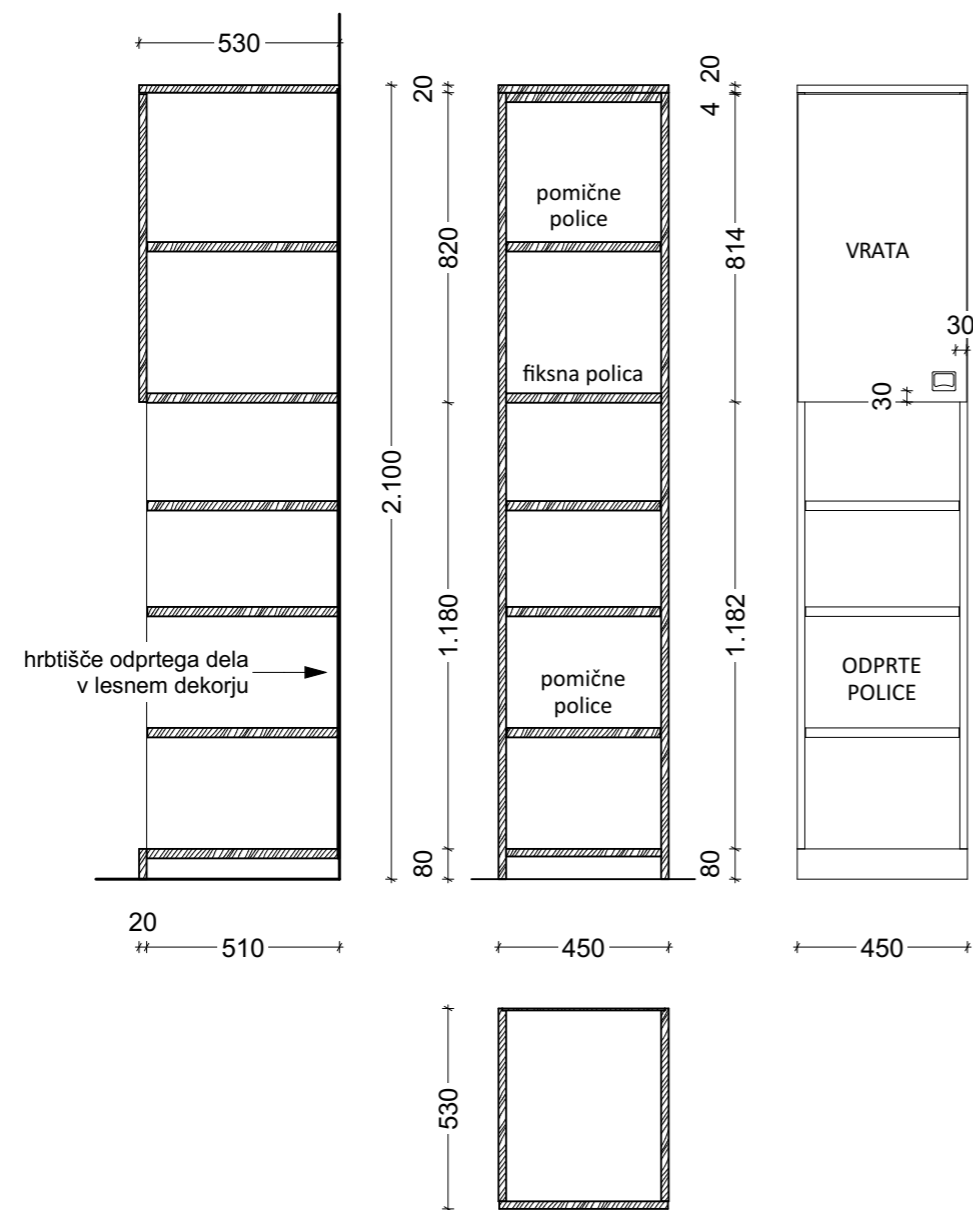 530
20
820
2.100
1.180
80
20
510
hrbtišče odprtega dela
v lesnem dekorju
pomične
police
fiksna polica
pomične
police
450
20
4
814
1.182
80
VRATA
30
30
ODPRTE
POLICE
450
530